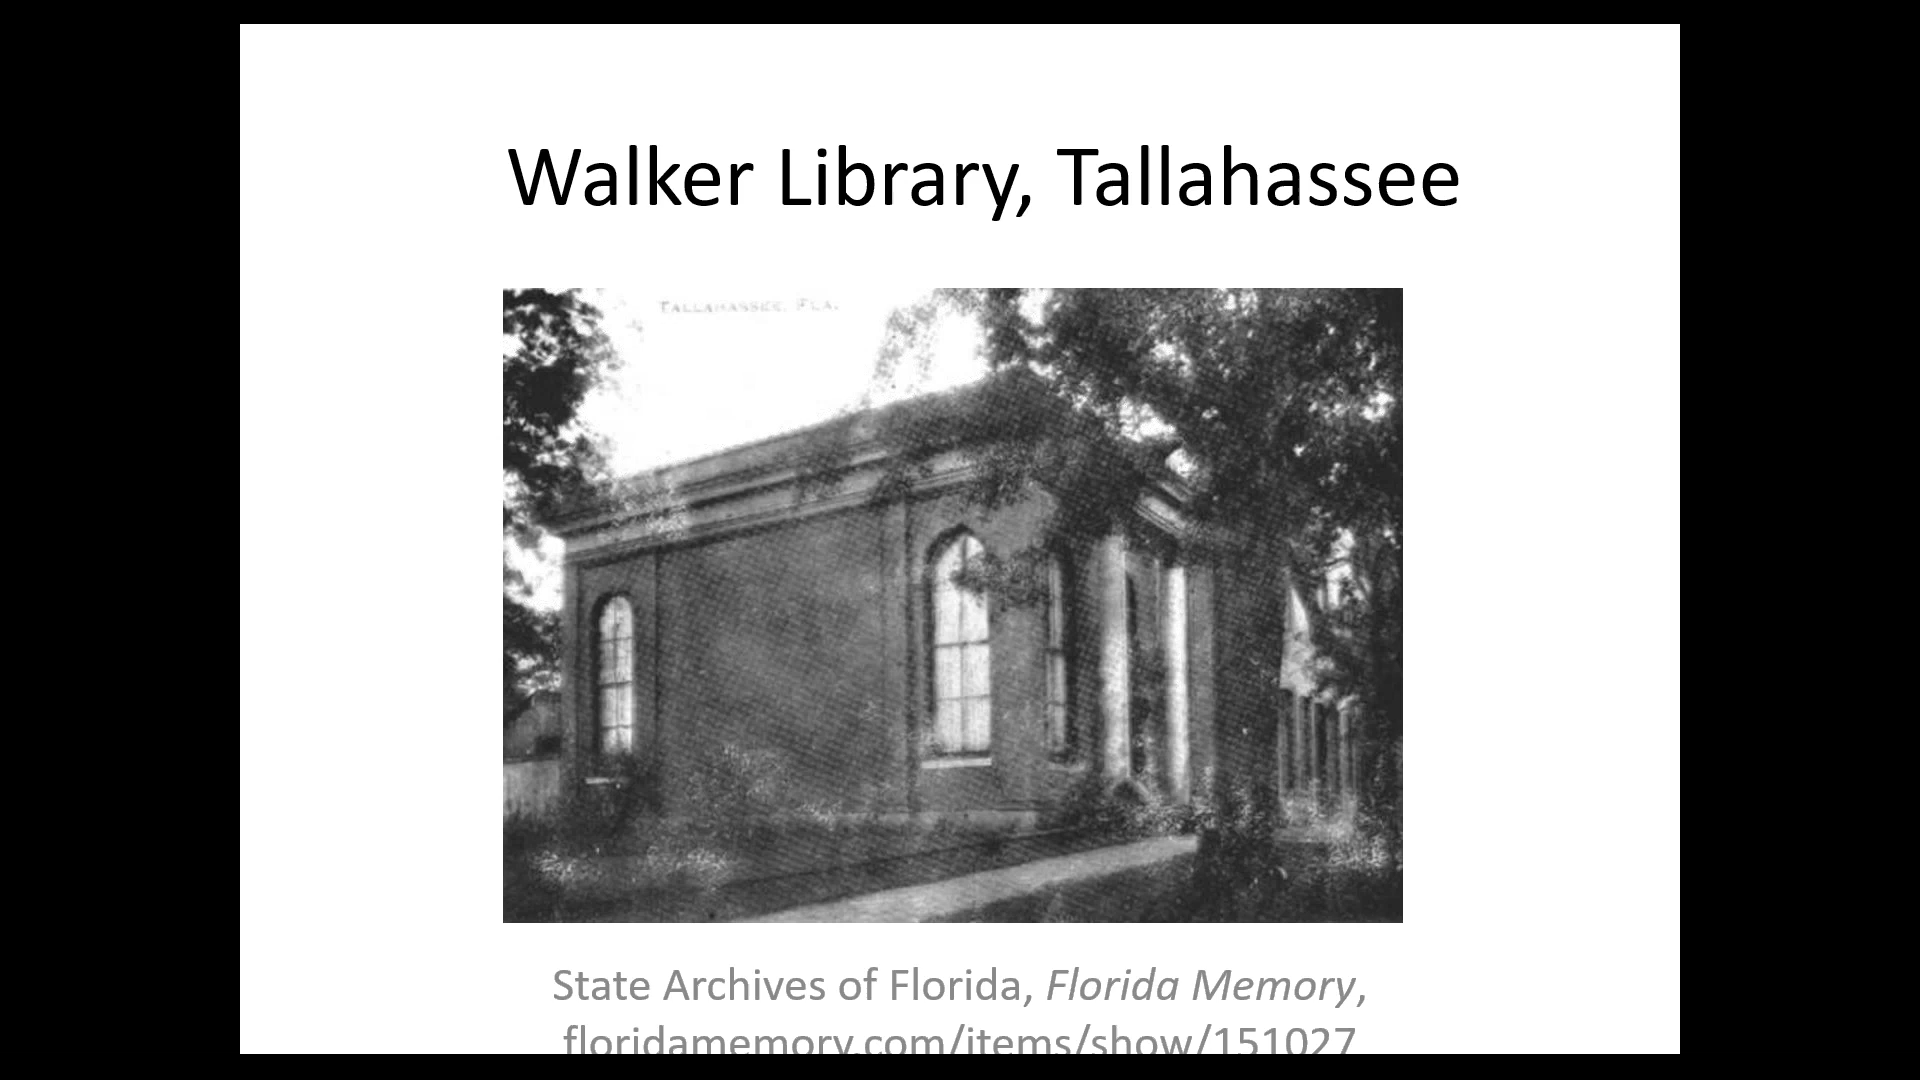 Walker Library, Tallahassee
TALLAHASSEE, FLA.
State Archives of Florida, Florida Memory,
floridamemory.com/items/show/151027